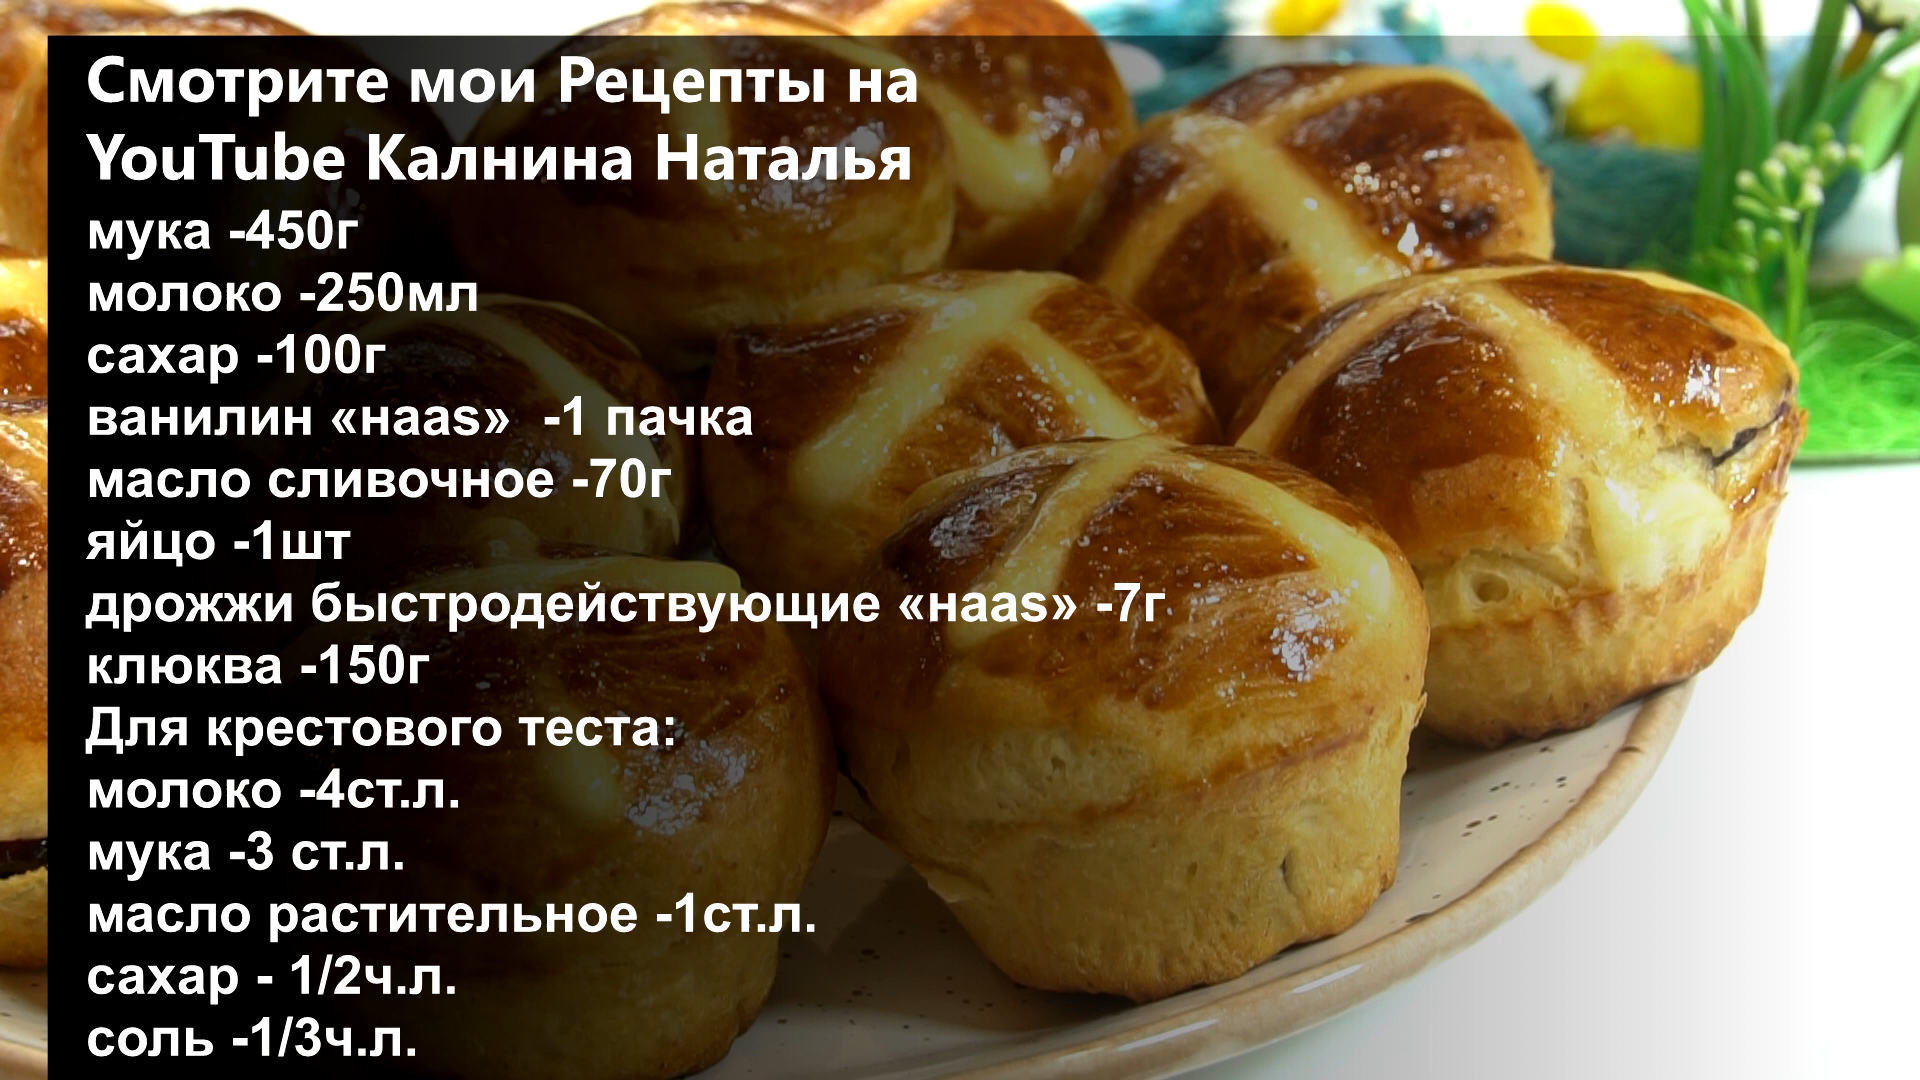 Смотрите мои Рецепты на
YouTube Калнина Наталья
мука -450г
молоко -250мл
сахар -100г
ванилин «нааs»  -1 пачка
масло сливочное -70г
яйцо -1шт
дрожжи быстродействующие «нааs» -7г
клюква -150г
Для крестового теста:
молоко -4ст.л.
мука -3 ст.л.
масло растительное -1ст.л.
сахар - 1/2ч.л.
соль -1/3ч.л.